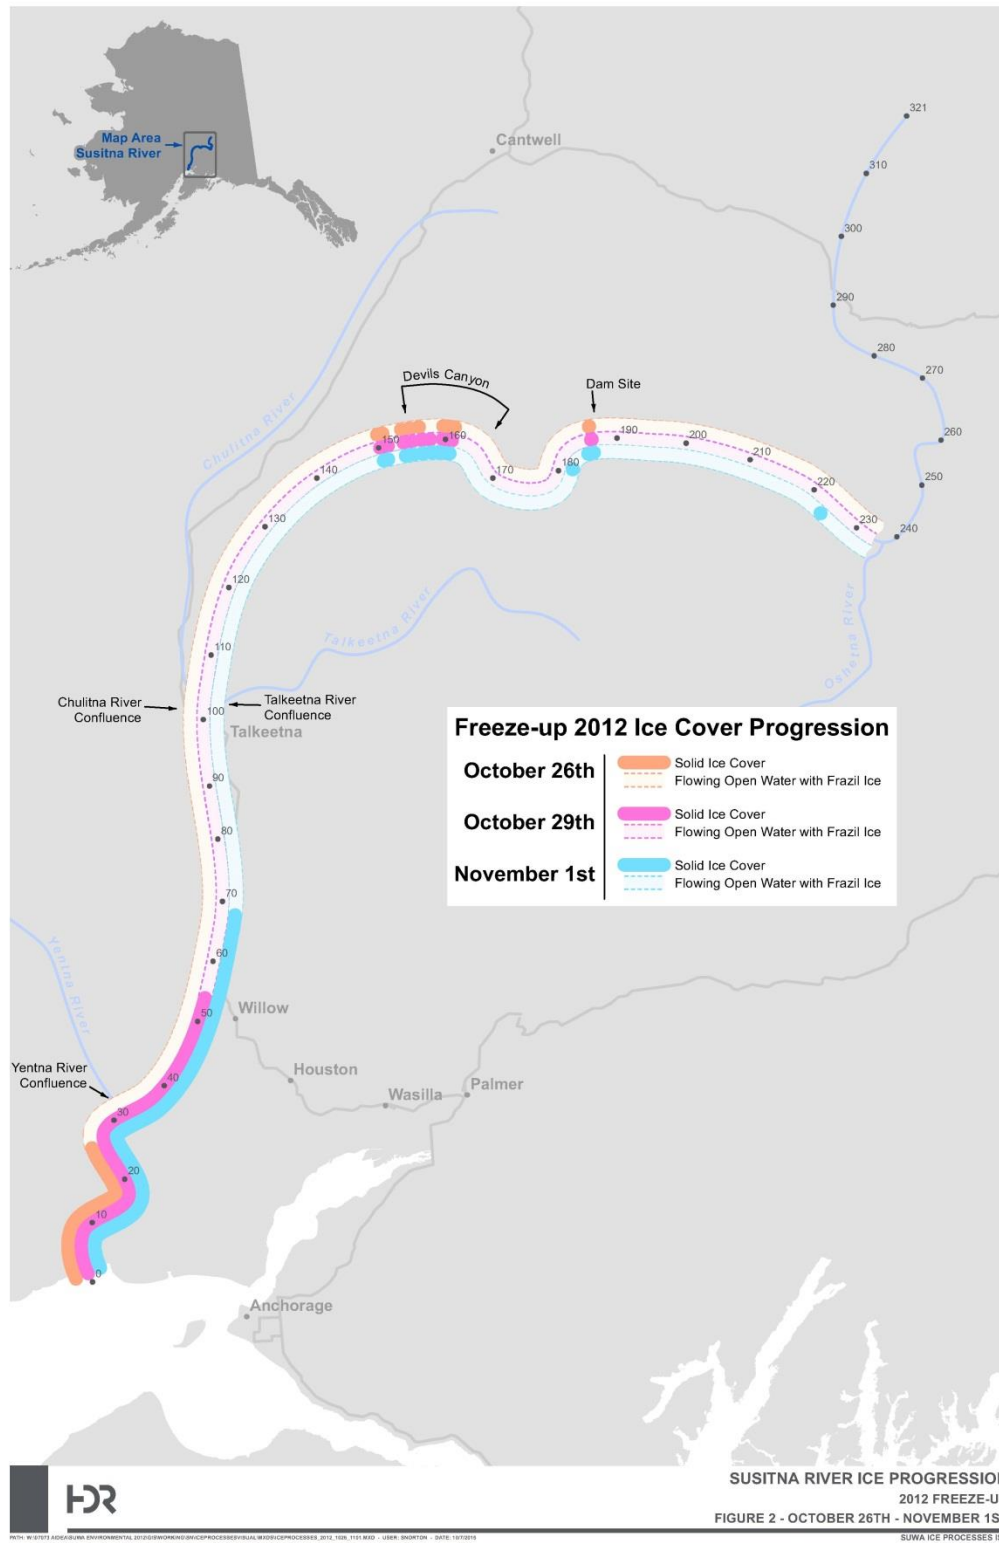 Map Area
Susitna River
Cantwell
321
310
300
290
280
270
260
250
240
230
220
210
200
190
Dam Site
180
170
160
150
Devils Canyon
140
130
120
110
100
90
80
70
60
50
40
30
20
10
0
Chulitna River
Talkeetna River
Oshetna River
Yentna River
Chulitna River
Confluence
Talkeetna River
Confluence
Talkeetna
Freeze-up 2012 Ice Cover Progression
October 26th
Solid Ice Cover
Flowing Open Water with Frazil Ice
October 29th
Solid Ice Cover
Flowing Open Water with Frazil Ice
November 1st
Solid Ice Cover
Flowing Open Water with Frazil Ice
Willow
Houston
Wasilla
Palmer
Yentna River
Confluence
Anchorage
HDR
SUSITNA RIVER ICE PROGRESSIO
2012 FREEZE-U
FIGURE 2 - OCTOBER 26TH - NOVEMBER 1S
SUWA ICE PROCESSES